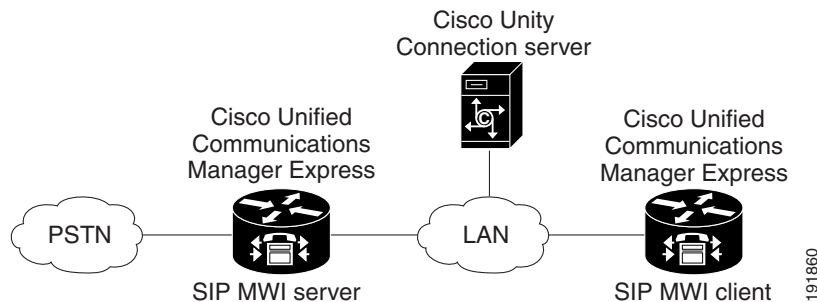 Cisco Unity
Connection server
Cisco Unified
Communications
Manager Express
Cisco Unified
Communications
Manager Express
PSTN
LAN
SIP MWI server
SIP MWI client
191860